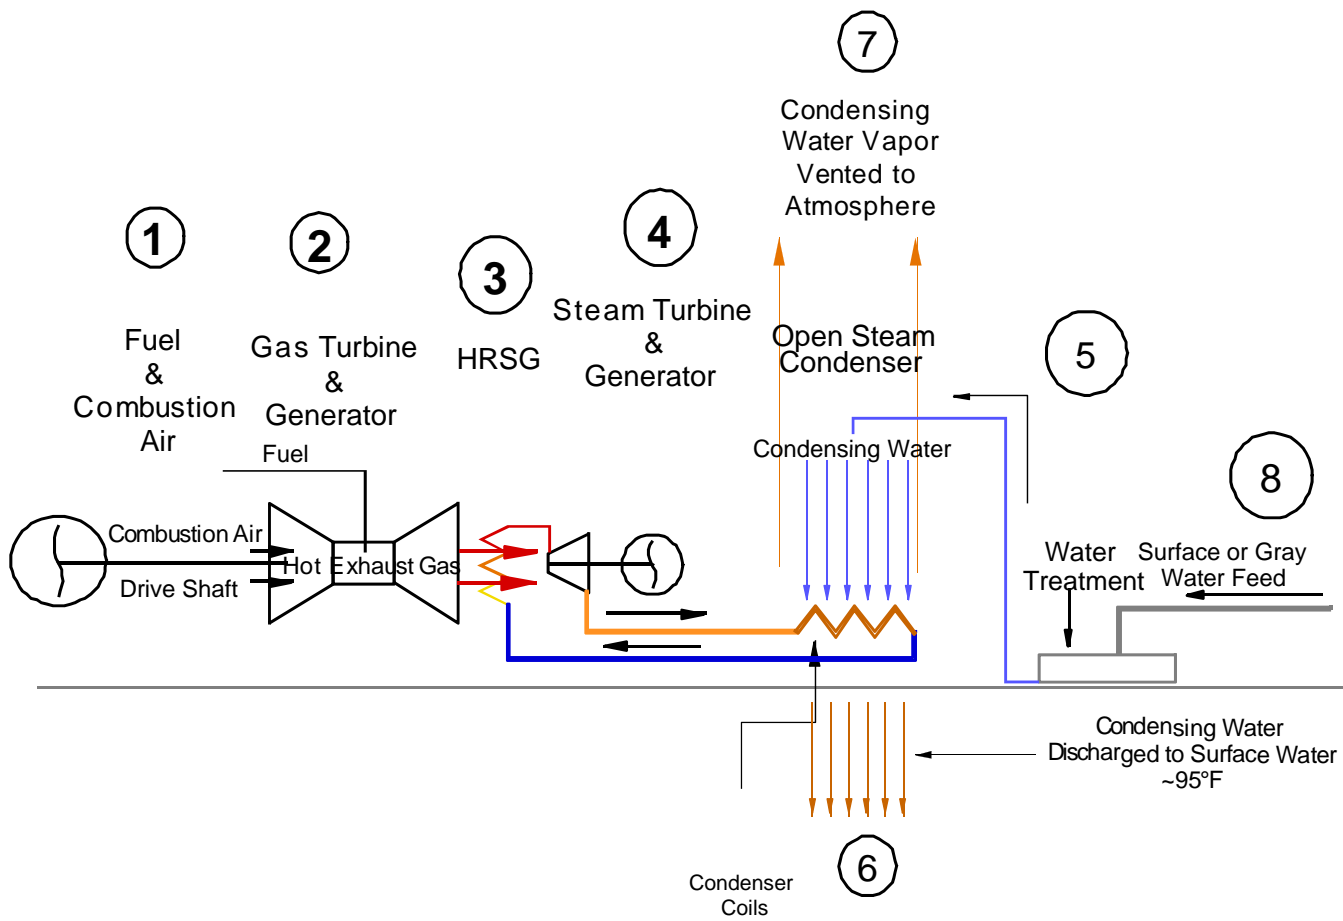 7
Condensing
Water Vapor
Vented to
Atmosphere
1
Fuel
&
Combustion
Air
2
Gas Turbine
&
Generator
3
HRSG
4
Steam Turbine
&
Generator
Open Steam
Condenser
5
Condensing Water
8
Fuel
Combustion Air
Hot Exhaust Gas
Drive Shaft
Water
Treatment
Surface or Gray
Water Feed
Condensing Water
Discharged to Surface Water
~95°F
6
Condenser
Coils